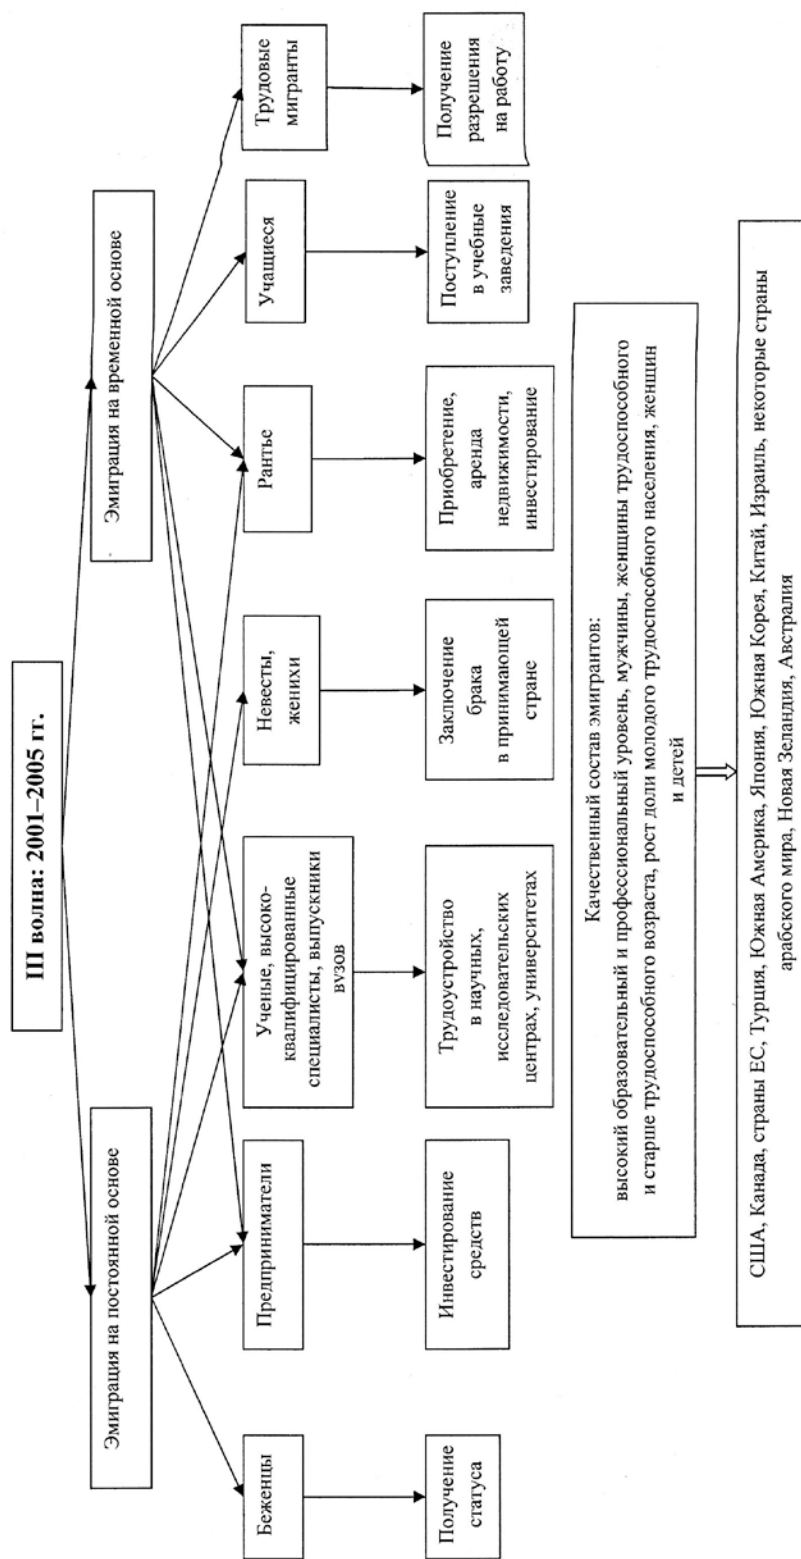 III волна: 2001–2005 гг.
Эмиграция на постоянной основе
Эмиграция на временной основе
Беженцы
Предприниматели
Ученые, высоко-
квалифицированные
специалисты, выпускники
вузов
Невесты,
женихи
Рантье
Учащиеся
Трудовые
мигранты
Получение
статуса
Инвестирование
средств
Трудоустройство
в научных,
исследовательских
центрах, университетах
Заключение
брака
в принимающей
стране
Приобретение,
аренда
недвижимости,
инвестирование
Поступление
в учебные
заведения
Получение
разрешения
на работу
Качественный состав эмигрантов:
высокий образовательный и профессиональный уровень, мужчины, женщины трудоспособного
и старше трудоспособного возраста, рост доли молодого трудоспособного населения, женщин
и детей
США, Канада, страны ЕС, Турция, Южная Америка, Япония, Южная Корея, Китай, Израиль, некоторые страны
арабского мира, Новая Зеландия, Австралия